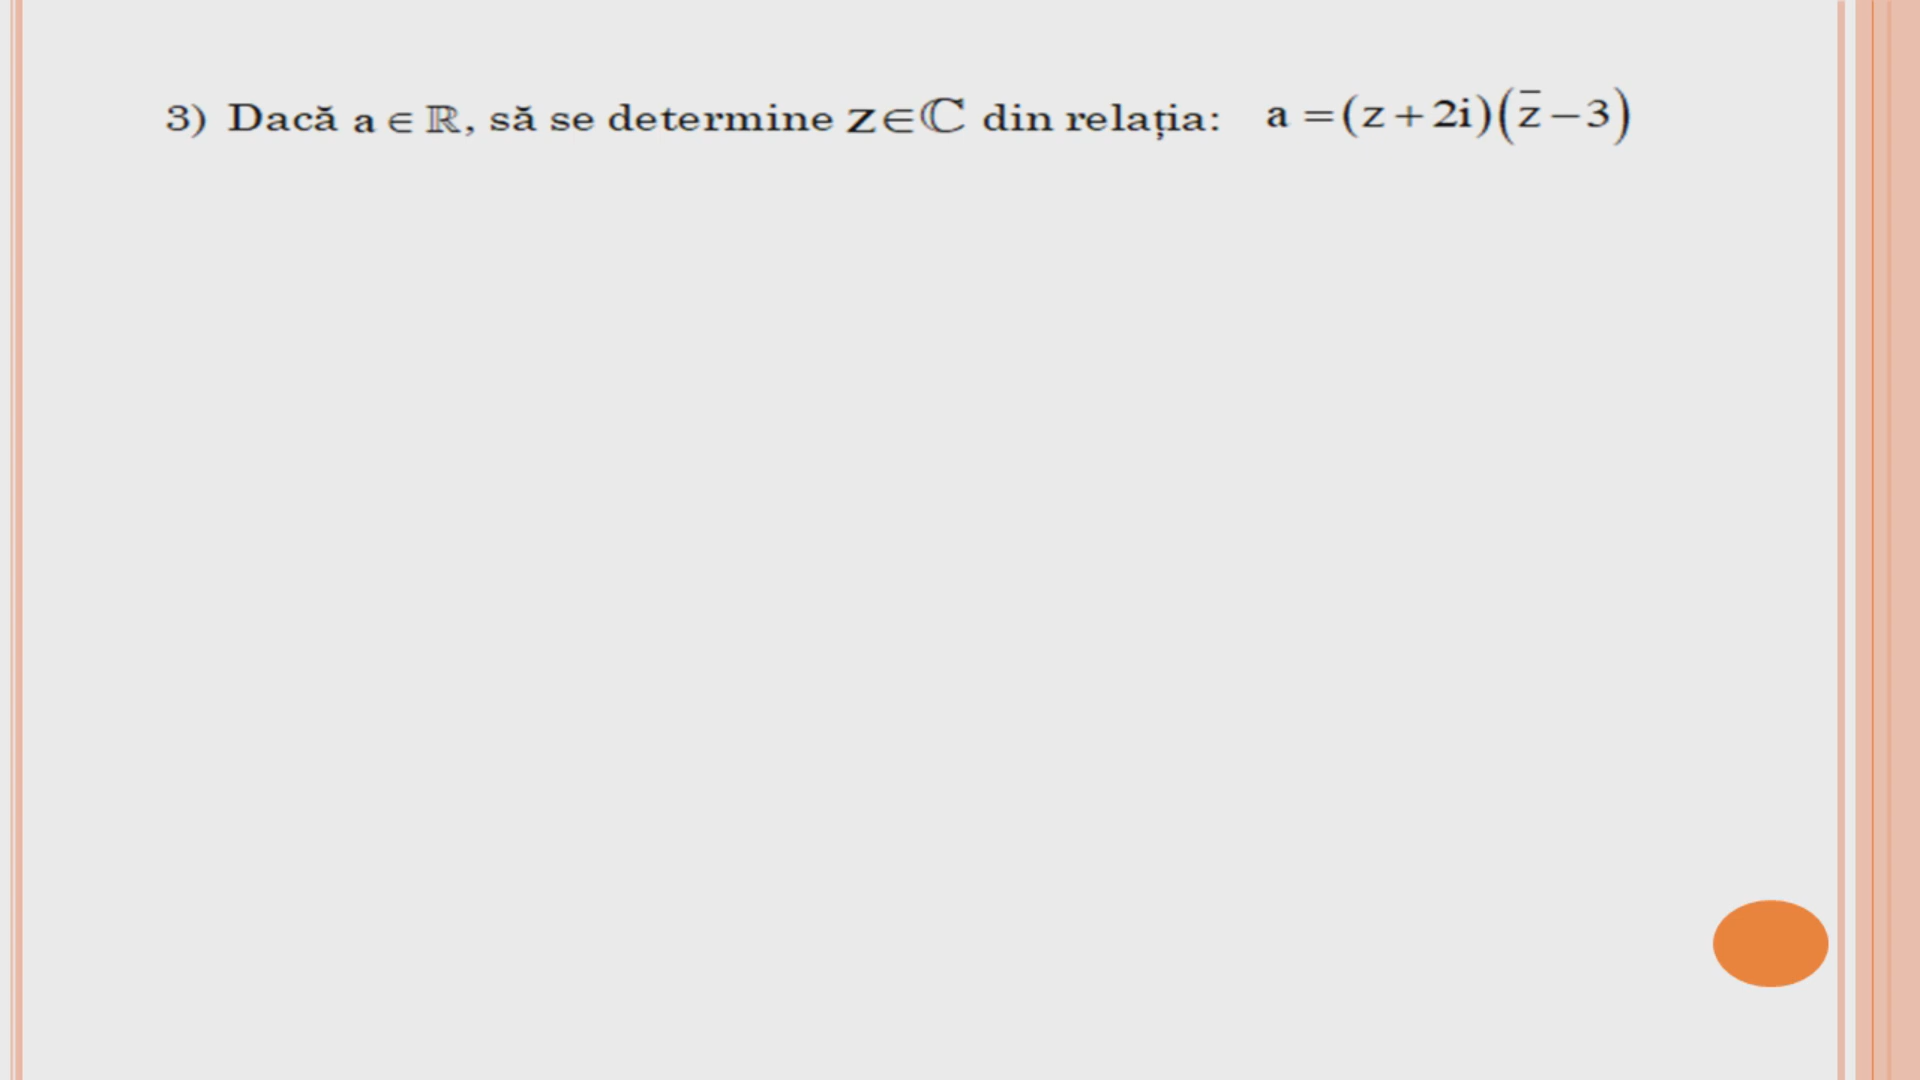 3) Dacă a ∈ ℝ, să se determine z∈ℂ din relația: a =(z+2i)(z̅−3)